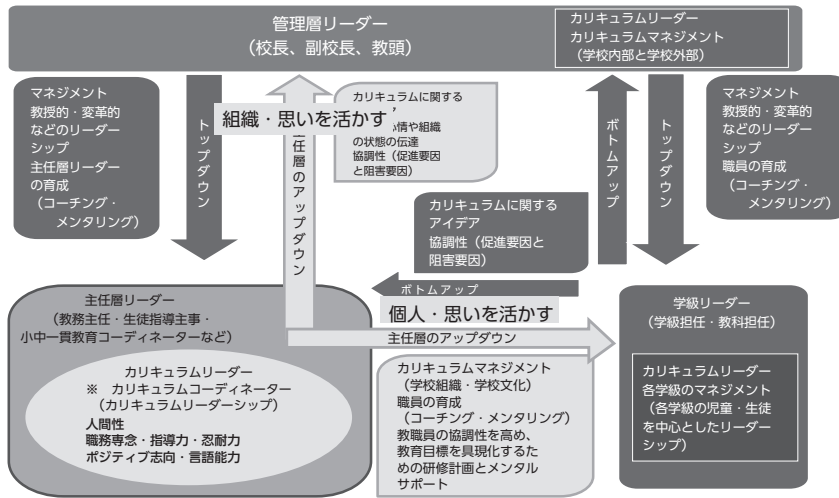 管理層リーダー
(校長、副校長、教頭)
カリキュラムリーダー
カリキュラムマネジメント
(学校内部と学校外部)
マネジメント
教授的・変革的
などのリーダー
シップ
主任層リーダー
の育成
(コーチング・
メンタリング)
トップダウン
主任層のアップダウン
カリキュラムに関する
組織・思いを活かす
情や組織
の状態の伝達
協調性(促進要因
と阻害要因)
ボトムアップ
トップダウン
マネジメント
教授的・変革的
などのリーダー
シップ
職員の育成
(コーチング・
メンタリング)
カリキュラムに関する
アイデア
協調性(促進要因と
阻害要因)
ボトムアップ
個人・思いを活かす
主任層のアップダウン
主任層リーダー
(教務主任・生徒指導主事・
小中一貫教育コーディネーターなど)
カリキュラムリーダー
※ カリキュラムコーディネーター
(カリキュラムリーダーシップ)
人間性
職務専念・指導力・忍耐力
ポジティブ志向・言語能力
カリキュラムマネジメント
(学校組織・学校文化)
職員の育成
(コーチング・メンタリング)
教職員の協調性を高め、
教育目標を具現化するた
めの研修計画とメンタル
サポート
学級リーダー
(学級担任・教科担任)
カリキュラムリーダー
各学級のマネジメント
(各学級の児童・生徒
を中心としたリーダー
シップ)